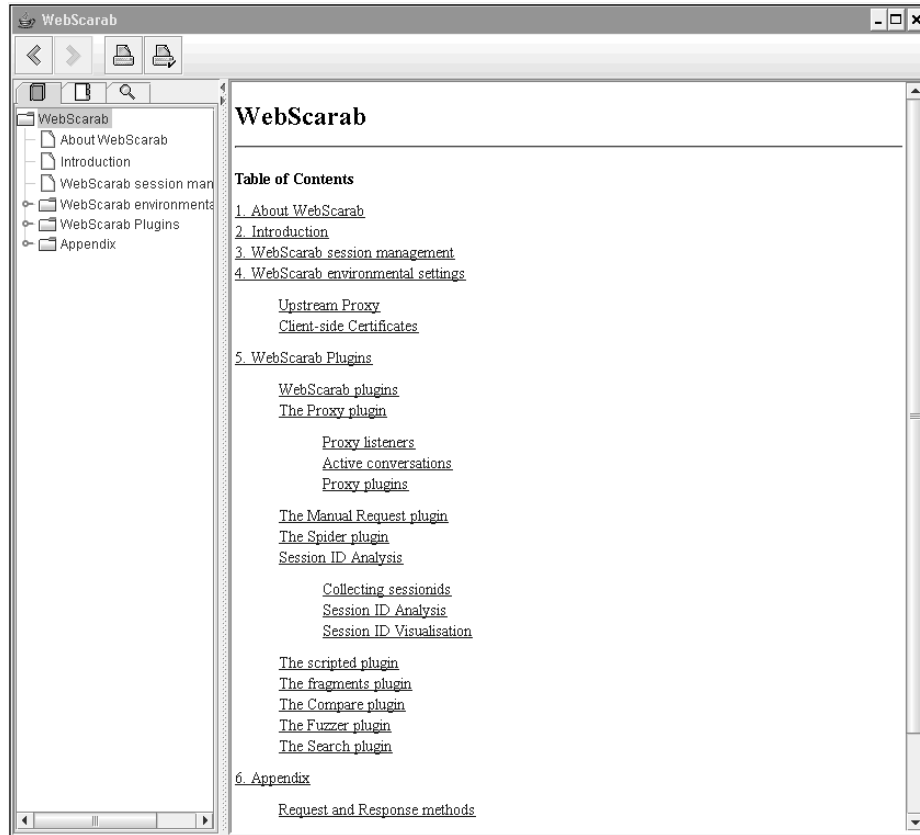 WebScarab
WebScarab
About WebScarab
Introduction
WebScarab session man
WebScarab environmenta
WebScarab Plugins
Appendix
WebScarab
Table of Contents
1. About WebScarab
2. Introduction
3. WebScarab session management
4. WebScarab environmental settings
Upstream Proxy
Client-side Certificates
5. WebScarab Plugins
WebScarab plugins
The Proxy plugin
Proxy listeners
Active conversations
Proxy plugins
The Manual Request plugin
The Spider plugin
Session ID Analysis
Collecting sessionids
Session ID Analysis
Session ID Visualisation
The scripted plugin
The fragments plugin
The Compare plugin
The Fuzzer plugin
The Search plugin
6. Appendix
Request and Response methods